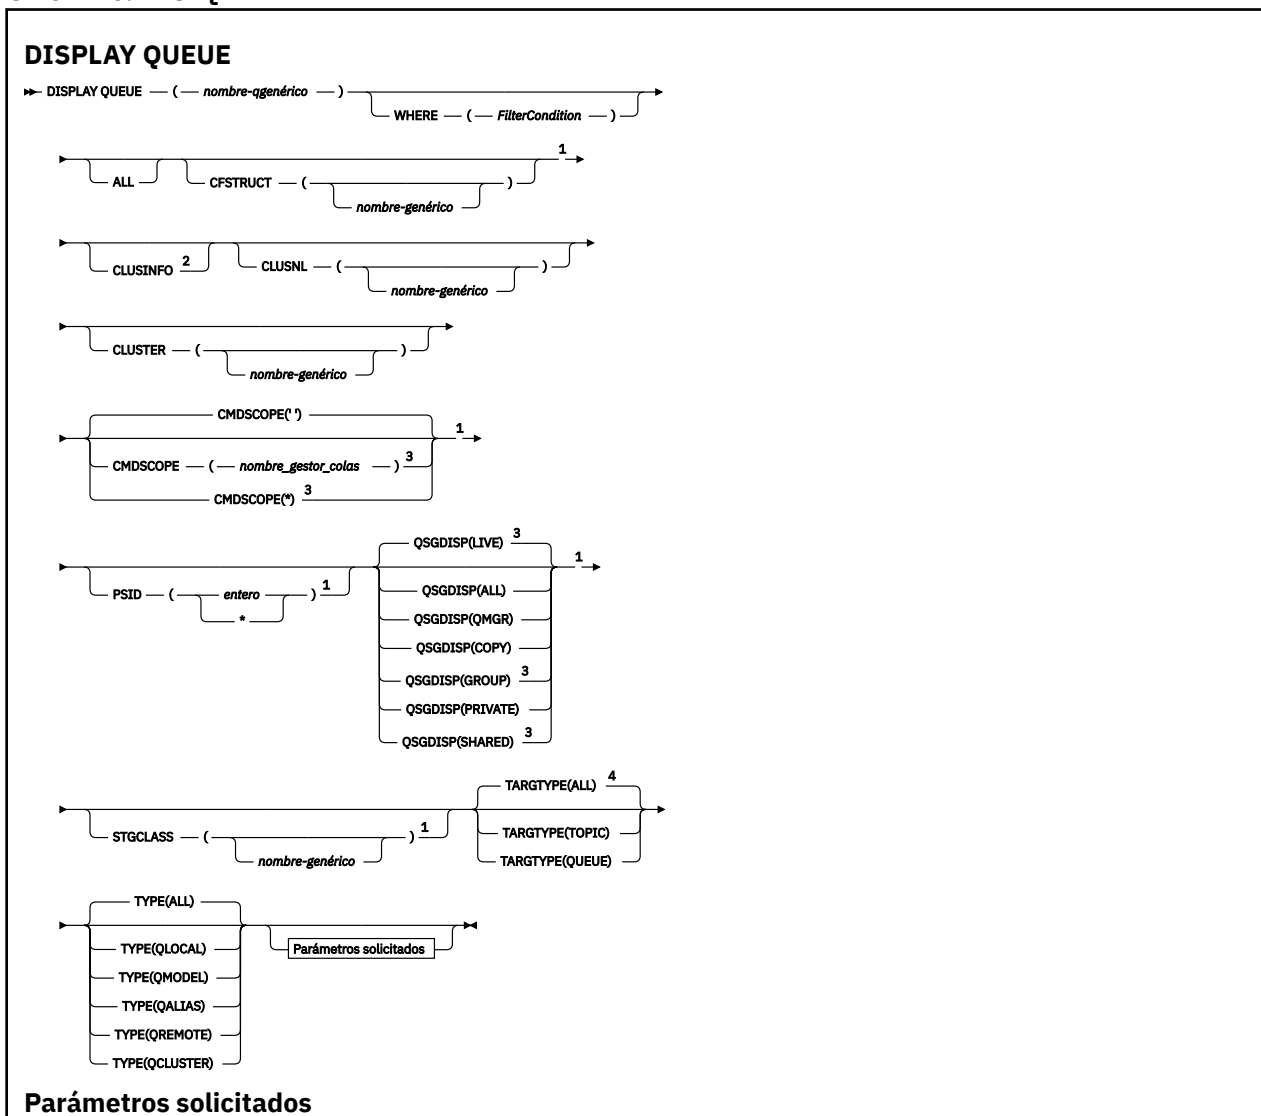 DISPLAY QUEUE
DISPLAY QUEUE ( nombre-qgenérico )
WHERE ( FilterCondition )
1
ALL CFSTRUCT ( )
nombre-genérico
CLUSINFO 2 CLUSNL ( )
nombre-genérico
CLUSTER ( )
nombre-genérico
CMDSCOPE(' ')
1
CMDSCOPE ( nombre_gestor_colas ) 3
CMDSCOPE(*) 3
QSGDISP(LIVE) 3
1
PSID ( entero ) 1
*
QSGDISP(ALL)
QSGDISP(QMGR)
QSGDISP(COPY)
QSGDISP(GROUP) 3
QSGDISP(PRIVATE)
QSGDISP(SHARED) 3
TARGTYPE(ALL) 4
STGCLASS ( ) 1
nombre-genérico
TARGTYPE(TOPIC)
TARGTYPE(QUEUE)
TYPE(ALL)
TYPE(QLOCAL) Parámetros solicitados
TYPE(QMODEL)
TYPE(QALIAS)
TYPE(QREMOTE)
TYPE(QCLUSTER)
Parámetros solicitados